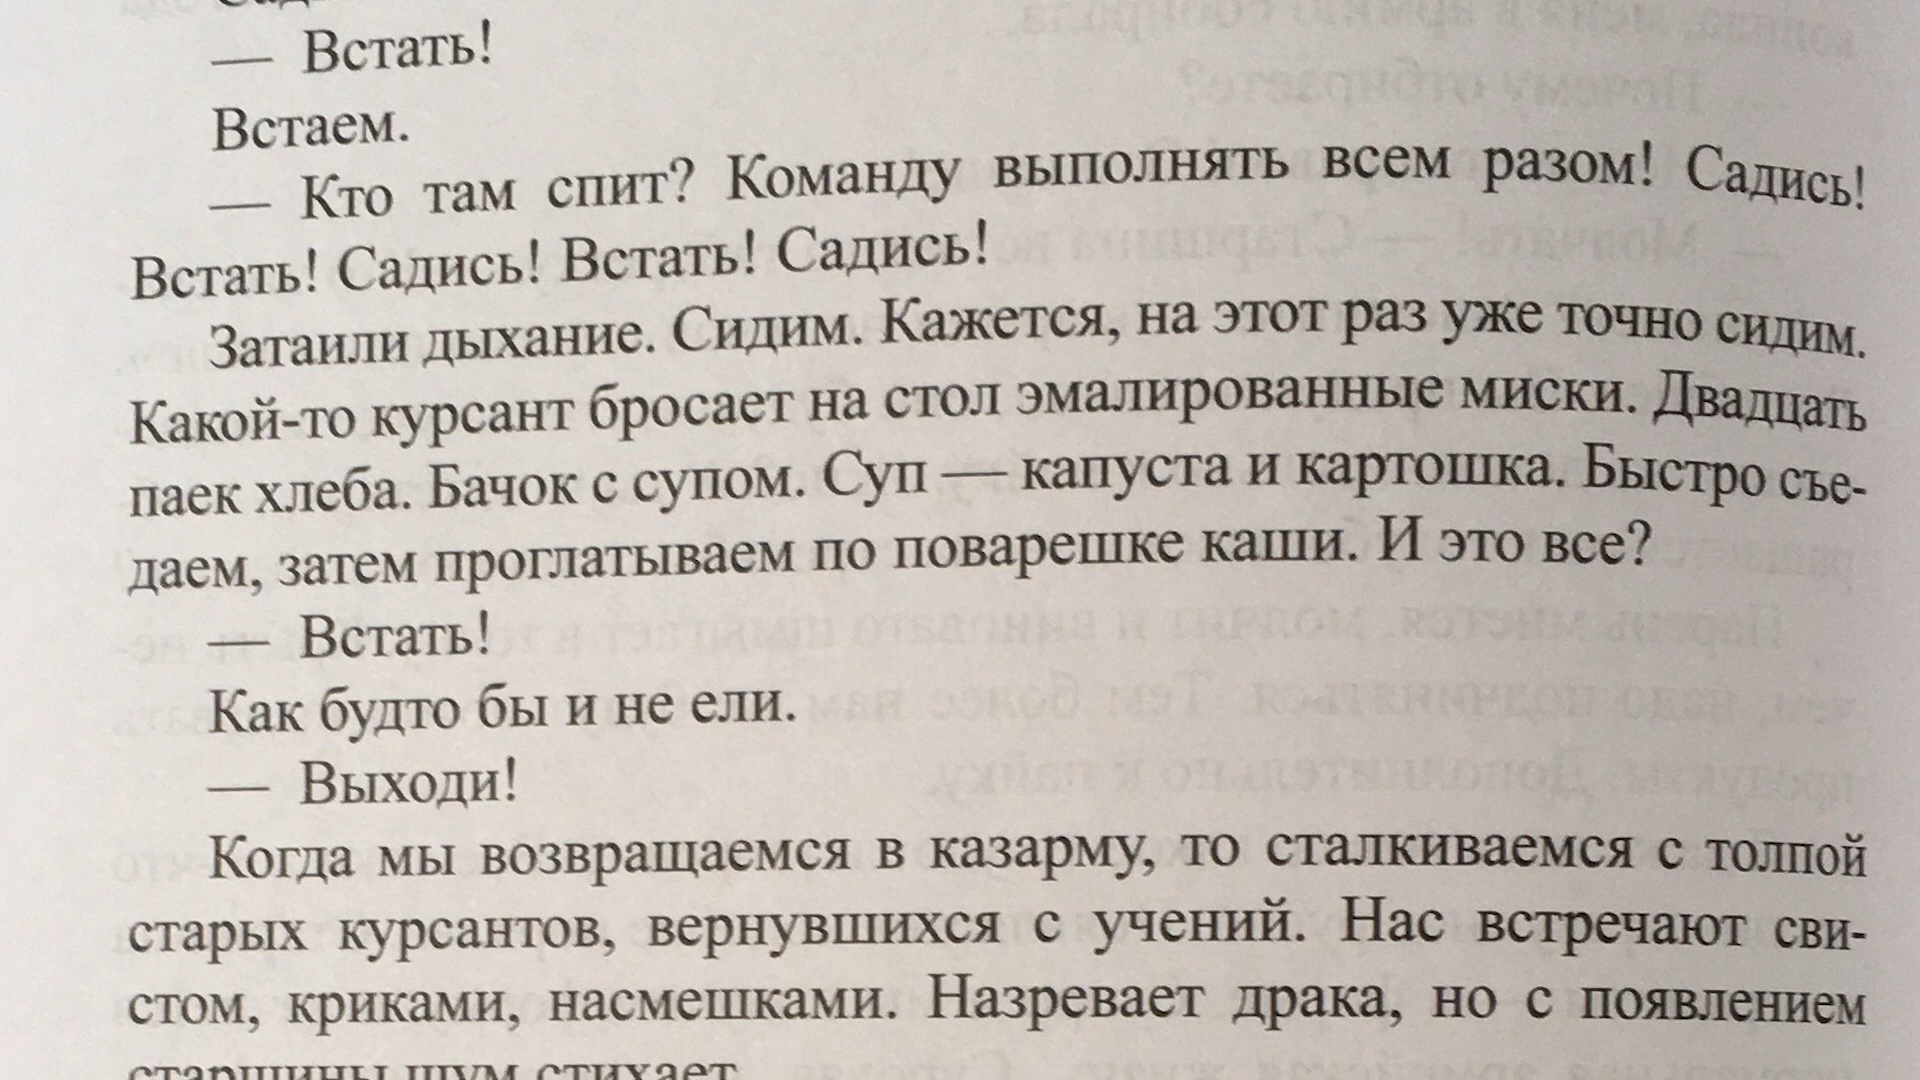 — Встать!
Встаем.
— Кто там спит? Команду выполнять всем разом! Садись!
Встать! Садись! Встать! Садись!
Затаили дыхание. Сидим. Кажется, на этот раз уже точно сидим.
Какой-то курсант бросает на стол эмалированные миски. Двадцать
паек хлеба. Бачок с супом. Суп — капуста и картошка. Быстро съе-
даем, затем проглатываем по поварешке каши. И это все?
— Встать!
Как будто бы и не ели.
— Выходи!
Когда мы возвращаемся в казарму, то сталкиваемся с толпой
старых курсантов, вернувшихся с учений. Нас встречают сви-
стом, криками, насмешками. Назревает драка, но с появлением
старшины шум стихает